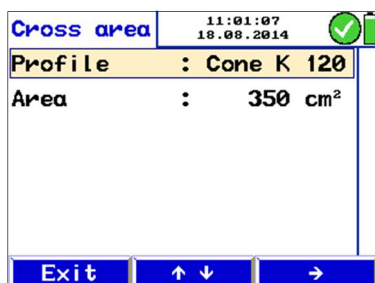 Cross area 11:01:07
18.08.2014
Profile : Cone K 120
Area : 350 cm²
Exit ↑ ↓ →